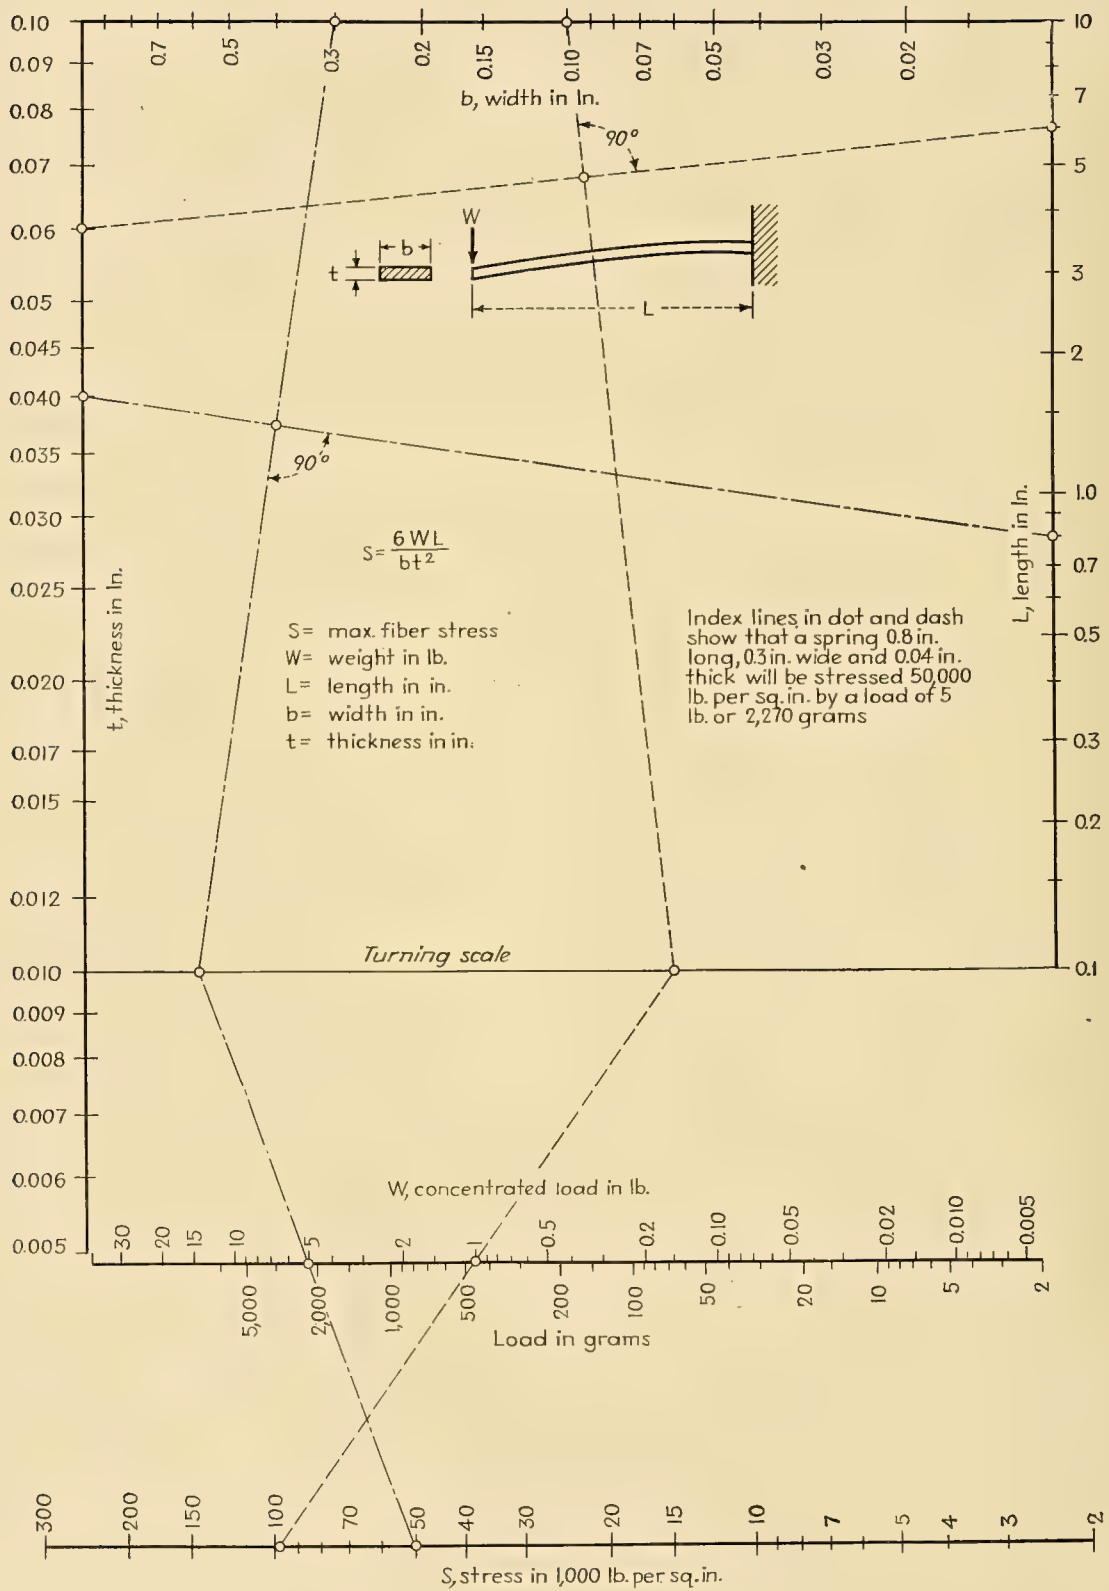 0.10
0.09
0.08
0.07
0.06
0.05
0.045
0.040
0.035
0.030
0.025
0.020
0.017
0.015
0.012
0.010
0.009
0.008
0.007
0.006
0.005
t, thickness in In.
0.7 0.5 0.3 0.2 0.15 0.10 0.07 0.05 0.03 0.02
b, width in In.
10
7
5
3
2
1.0
0.7
0.5
0.3
0.2
0.1
L, length in In.
90°
W
b
t
L
90°
S= 6 WL
bt²
S= max. fiber stress
W= weight in lb.
L= length in in.
b= width in in.
t= thickness in in.
Index lines in dot and dash
show that a spring 0.8 in.
long, 0.3 in. wide and 0.04 in.
thick will be stressed 50,000
lb. per sq. in. by a load of 5
lb. or 2,270 grams
Turning scale
W, concentrated load in lb.
30 20 15 10 5 2 1 0.5 0.2 0.10 0.05 0.02 0.010 0.005
5,000 2,000 1,000 500 200 100 50 20 10 5 2
Load in grams
300 200 150 100 70 50 40 30 20 15 10 7 5 4 3 2
S, stress in 1,000 lb. per sq. in.